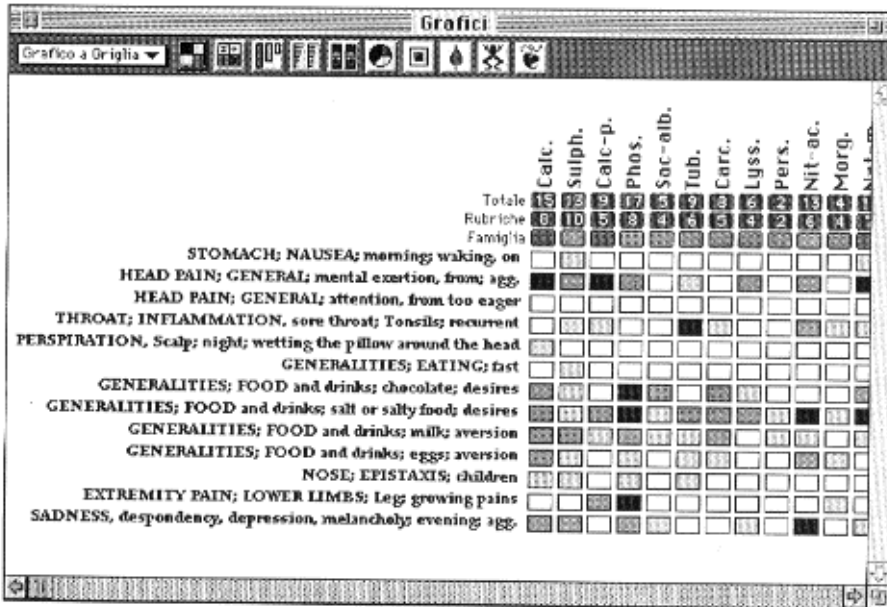 Grafici
Grafico a Griglia
Calc. Sulph. Calc-p. Phos. Sac-alb. Tub. Carc. Lyss. Pers. Nit-ac. Morg.
Totale 15 13 9 17 5 9 8 6 2 13 4
Rubriche 8 10 5 8 4 6 5 4 2 6 4
Famiglia
STOMACH; NAUSEA; morning; waking, on
HEAD PAIN; GENERAL; mental exertion, from; agg.
HEAD PAIN; GENERAL; attention, from too eager
THROAT; INFLAMMATION, sore throat; Tonsils; recurrent
PERSPIRATION, Scalp; night; wetting the pillow around the head
GENERALITIES; EATING; fast
GENERALITIES; FOOD and drinks; chocolate; desires
GENERALITIES; FOOD and drinks; salt or salty food; desires
GENERALITIES; FOOD and drinks; milk; aversion
GENERALITIES; FOOD and drinks; eggs; aversion
NOSE; EPISTAXIS; children
EXTREMITY PAIN; LOWER LIMBS; Leg; growing pains
SADNESS, despondency, depression, melancholy; evening; agg.